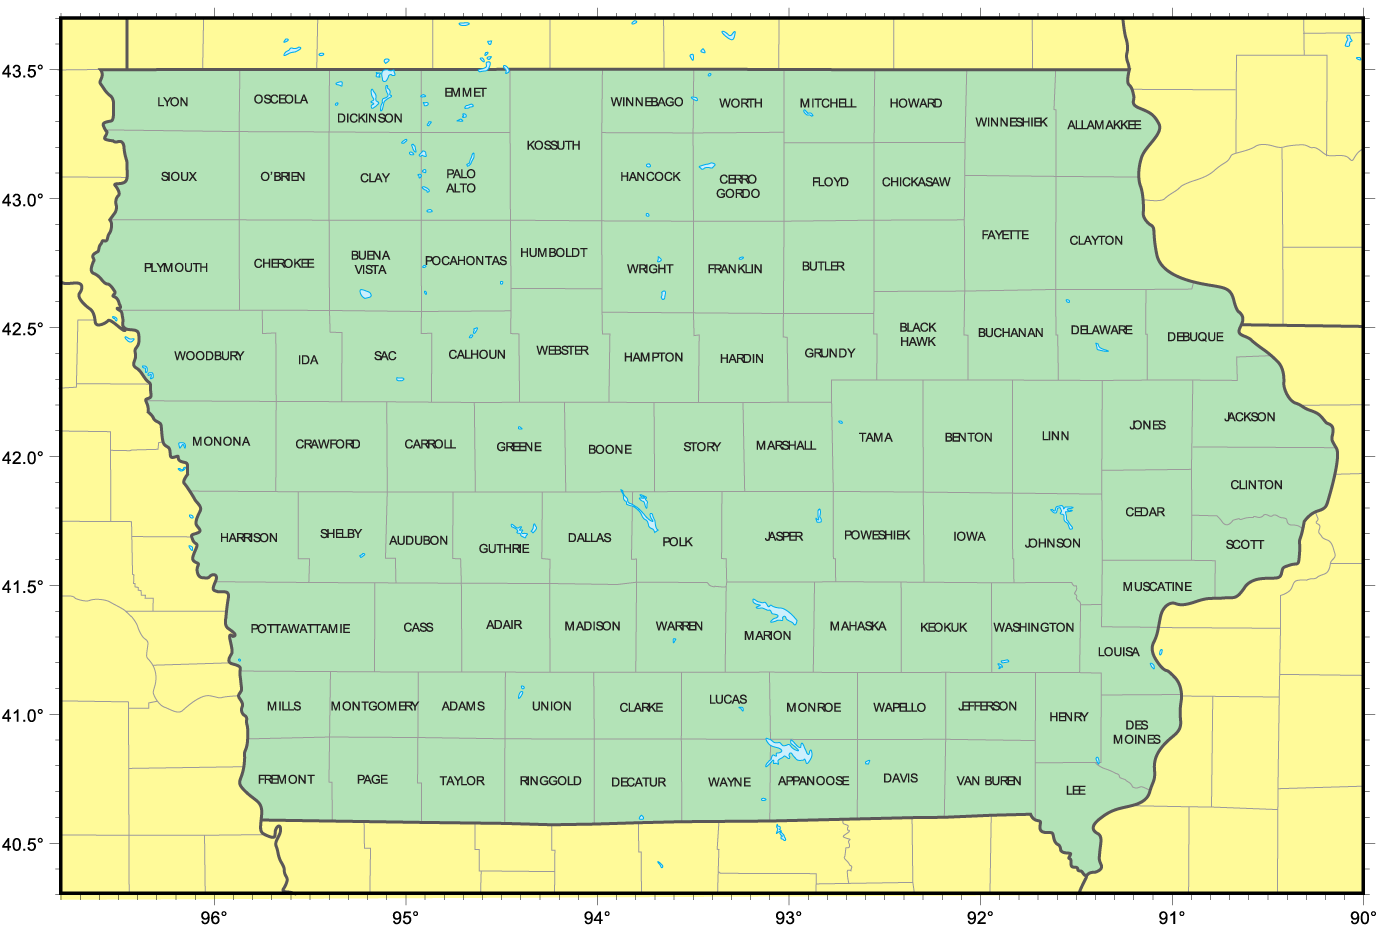 43.5°
LYON
OSCEOLA
DICKINSON
EMMET
WINNEBAGO
WORTH
MITCHELL
HOWARD
WINNESHIEK
ALLAMAKKEE
KOSSUTH
SIOUX
O'BRIEN
CLAY
PALO
ALTO
HANCOCK
CERRO
GORDO
FLOYD
CHICKASAW
43.0°
FAYETTE
CLAYTON
PLYMOUTH
CHEROKEE
BUENA
VISTA
POCAHONTAS
HUMBOLDT
WRIGHT
FRANKLIN
BUTLER
42.5°
WOODBURY
IDA
SAC
CALHOUN
WEBSTER
HAMPTON
HARDIN
GRUNDY
BLACK
HAWK
BUCHANAN
DELAWARE
DEBUQUE
42.0°
MONONA
CRAWFORD
CARROLL
GREENE
BOONE
STORY
MARSHALL
TAMA
BENTON
LINN
JONES
JACKSON
CLINTON
HARRISON
SHELBY
AUDUBON
GUTHRIE
DALLAS
POLK
JASPER
POWESHIEK
IOWA
JOHNSON
CEDAR
SCOTT
41.5°
MUSCATINE
POTTAWATTAMIE
CASS
ADAIR
MADISON
WARREN
MARION
MAHASKA
KEOKUK
WASHINGTON
LOUISA
41.0°
MILLS
MONTGOMERY
ADAMS
UNION
CLARKE
LUCAS
MONROE
WAPELLO
JEFFERSON
HENRY
DES
MOINES
FREMONT
PAGE
TAYLOR
RINGGOLD
DECATUR
WAYNE
APPANOOSE
DAVIS
VAN BUREN
LEE
40.5°
96°
95°
94°
93°
92°
91°
90°